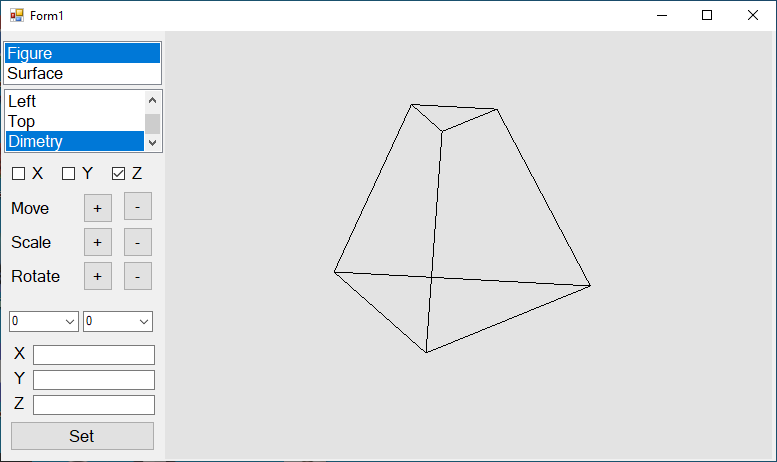 Form1
Figure
Surface
Left
Top
Dimetry
X Y Z
Move + -
Scale + -
Rotate + -
0 0
X
Y
Z
Set